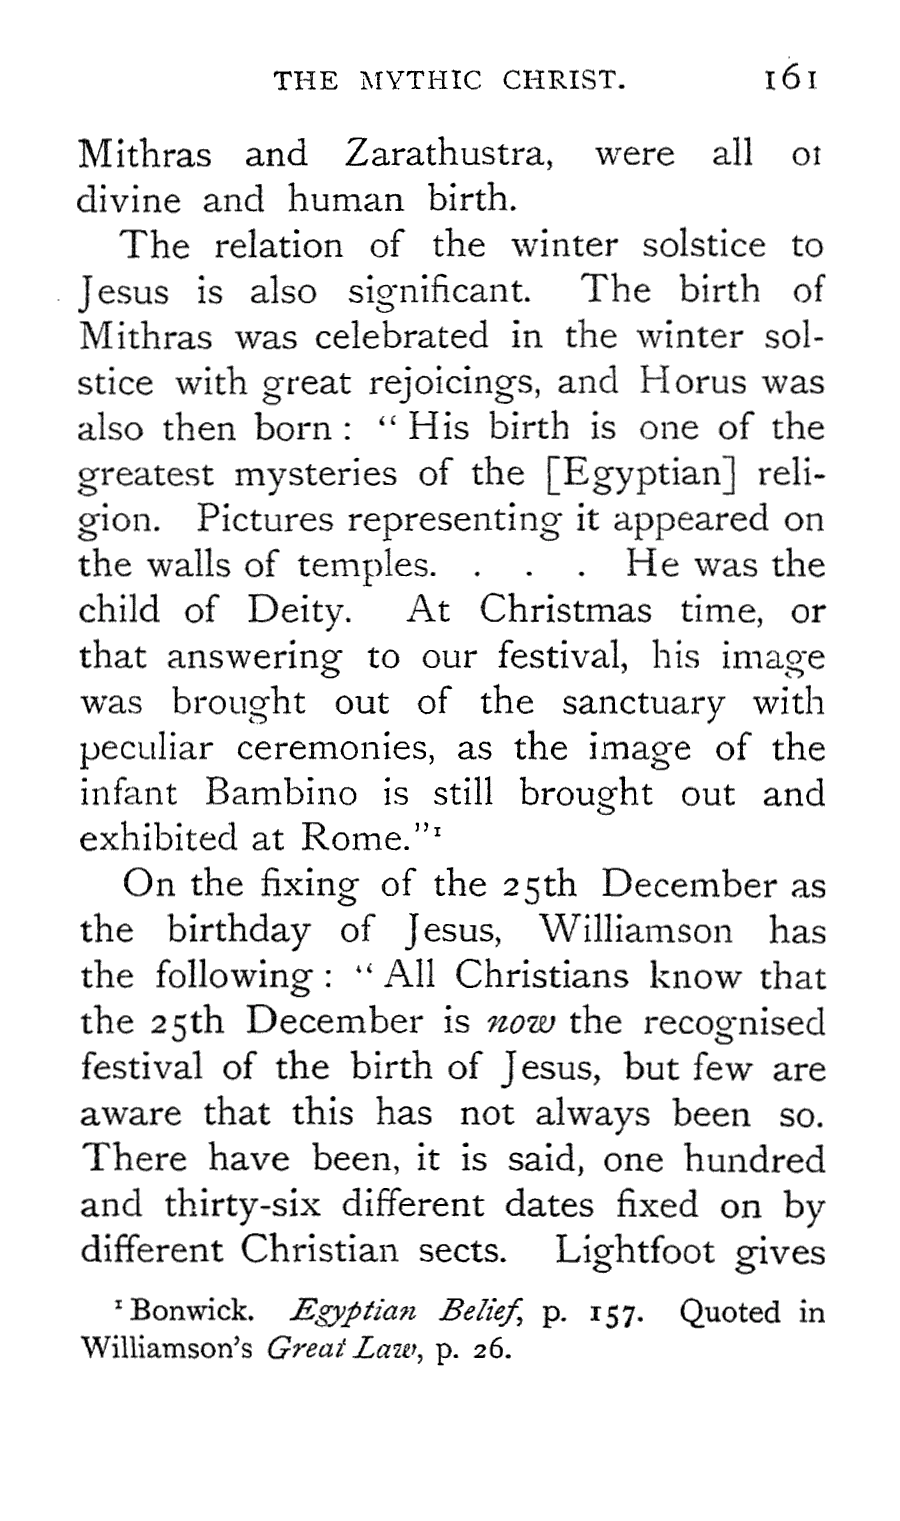 THE MYTHIC CHRIST. 161
Mithras and Zarathustra, were all of
divine and human birth.
The relation of the winter solstice to
Jesus is also significant. The birth of
Mithras was celebrated in the winter sol-
stice with great rejoicings, and Horus was
also then born : “ His birth is one of the
greatest mysteries of the [Egyptian] reli-
gion. Pictures representing it appeared on
the walls of temples. . . . He was the
child of Deity. At Christmas time, or
that answering to our festival, his image
was brought out of the sanctuary with
peculiar ceremonies, as the image of the
infant Bambino is still brought out and
exhibited at Rome.”¹
On the fixing of the 25th December as
the birthday of Jesus, Williamson has
the following : “ All Christians know that
the 25th December is now the recognised
festival of the birth of Jesus, but few are
aware that this has not always been so.
There have been, it is said, one hundred
and thirty-six different dates fixed on by
different Christian sects. Lightfoot gives
¹ Bonwick. Egyptian Belief, p. 157. Quoted in
Williamson’s Great Law, p. 26.